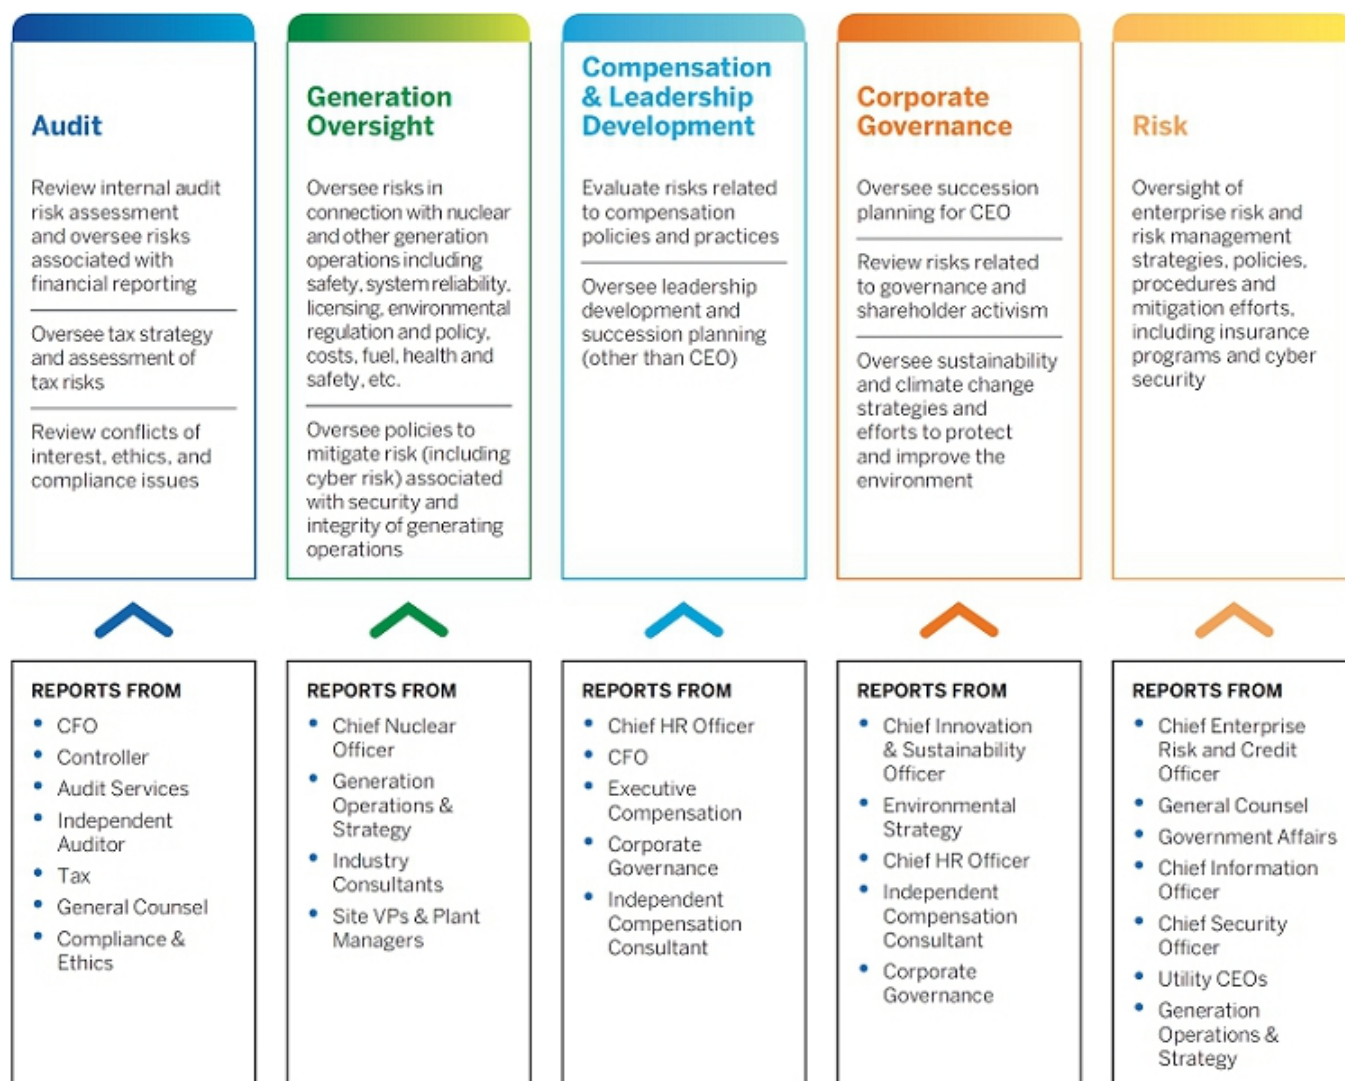 Audit
Review internal audit
risk assessment
and oversee risks
associated with
financial reporting
Oversee tax strategy
and assessment of
tax risks
Review conflicts of
interest, ethics, and
compliance issues
Generation
Oversight
Oversee risks in
connection with nuclear
and other generation
operations including
safety, system reliability,
licensing, environmental
regulation and policy,
costs, fuel, health and
safety, etc.
Oversee policies to
mitigate risk (including
cyber risk) associated
with security and
integrity of generating
operations
Compensation
& Leadership
Development
Evaluate risks related
to compensation
policies and practices
Oversee leadership
development and
succession planning
(other than CEO)
Corporate
Governance
Oversee succession
planning for CEO
Review risks related
to governance and
shareholder activism
Oversee sustainability
and climate change
strategies and
efforts to protect
and improve the
environment
Risk
Oversight of
enterprise risk and
risk management
strategies, policies,
procedures and
mitigation efforts,
including insurance
programs and cyber
security
REPORTS FROM
• CFO
• Controller
• Audit Services
• Independent
Auditor
• Tax
• General Counsel
• Compliance &
Ethics
REPORTS FROM
• Chief Nuclear
Officer
• Generation
Operations &
Strategy
• Industry
Consultants
• Site VPs & Plant
Managers
REPORTS FROM
• Chief HR Officer
• CFO
• Executive
Compensation
• Corporate
Governance
• Independent
Compensation
Consultant
REPORTS FROM
• Chief Innovation
& Sustainability
Officer
• Environmental
Strategy
• Chief HR Officer
• Independent
Compensation
Consultant
• Corporate
Governance
REPORTS FROM
• Chief Enterprise
Risk and Credit
Officer
• General Counsel
• Government Affairs
• Chief Information
Officer
• Chief Security
Officer
• Utility CEOs
• Generation
Operations &
Strategy